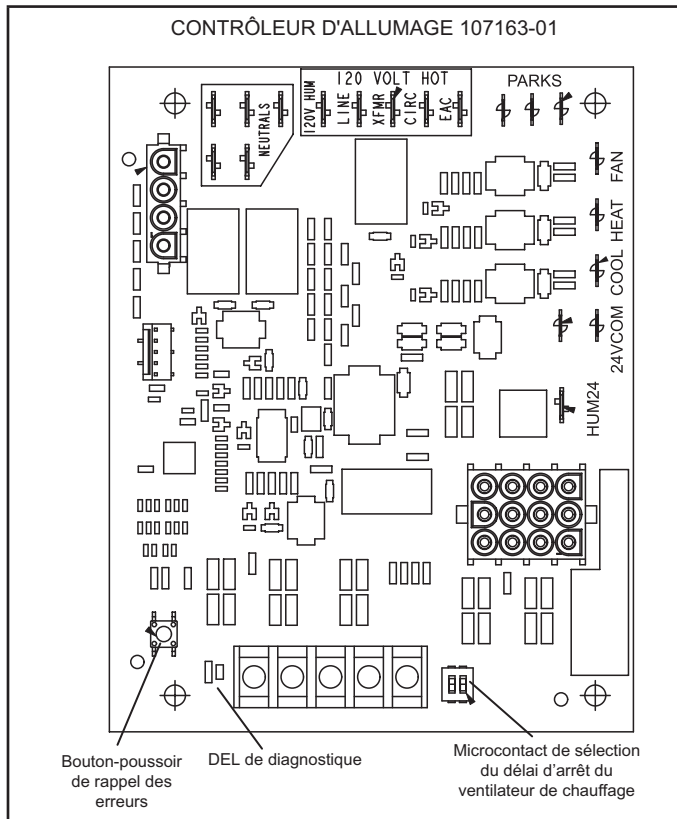 CONTRÔLEUR D'ALLUMAGE 107163-01
120 VOLT HOT
PARKS
NEUTRALS
120V HUM
LINE
XFMR
CIRC
EAC
FAN
HEAT
COOL
24VCOM
HUM24
Bouton-poussoir
de rappel des
erreurs
DEL de diagnostique
Microcontact de sélection
du délai d'arrêt du
ventilateur de chauffage